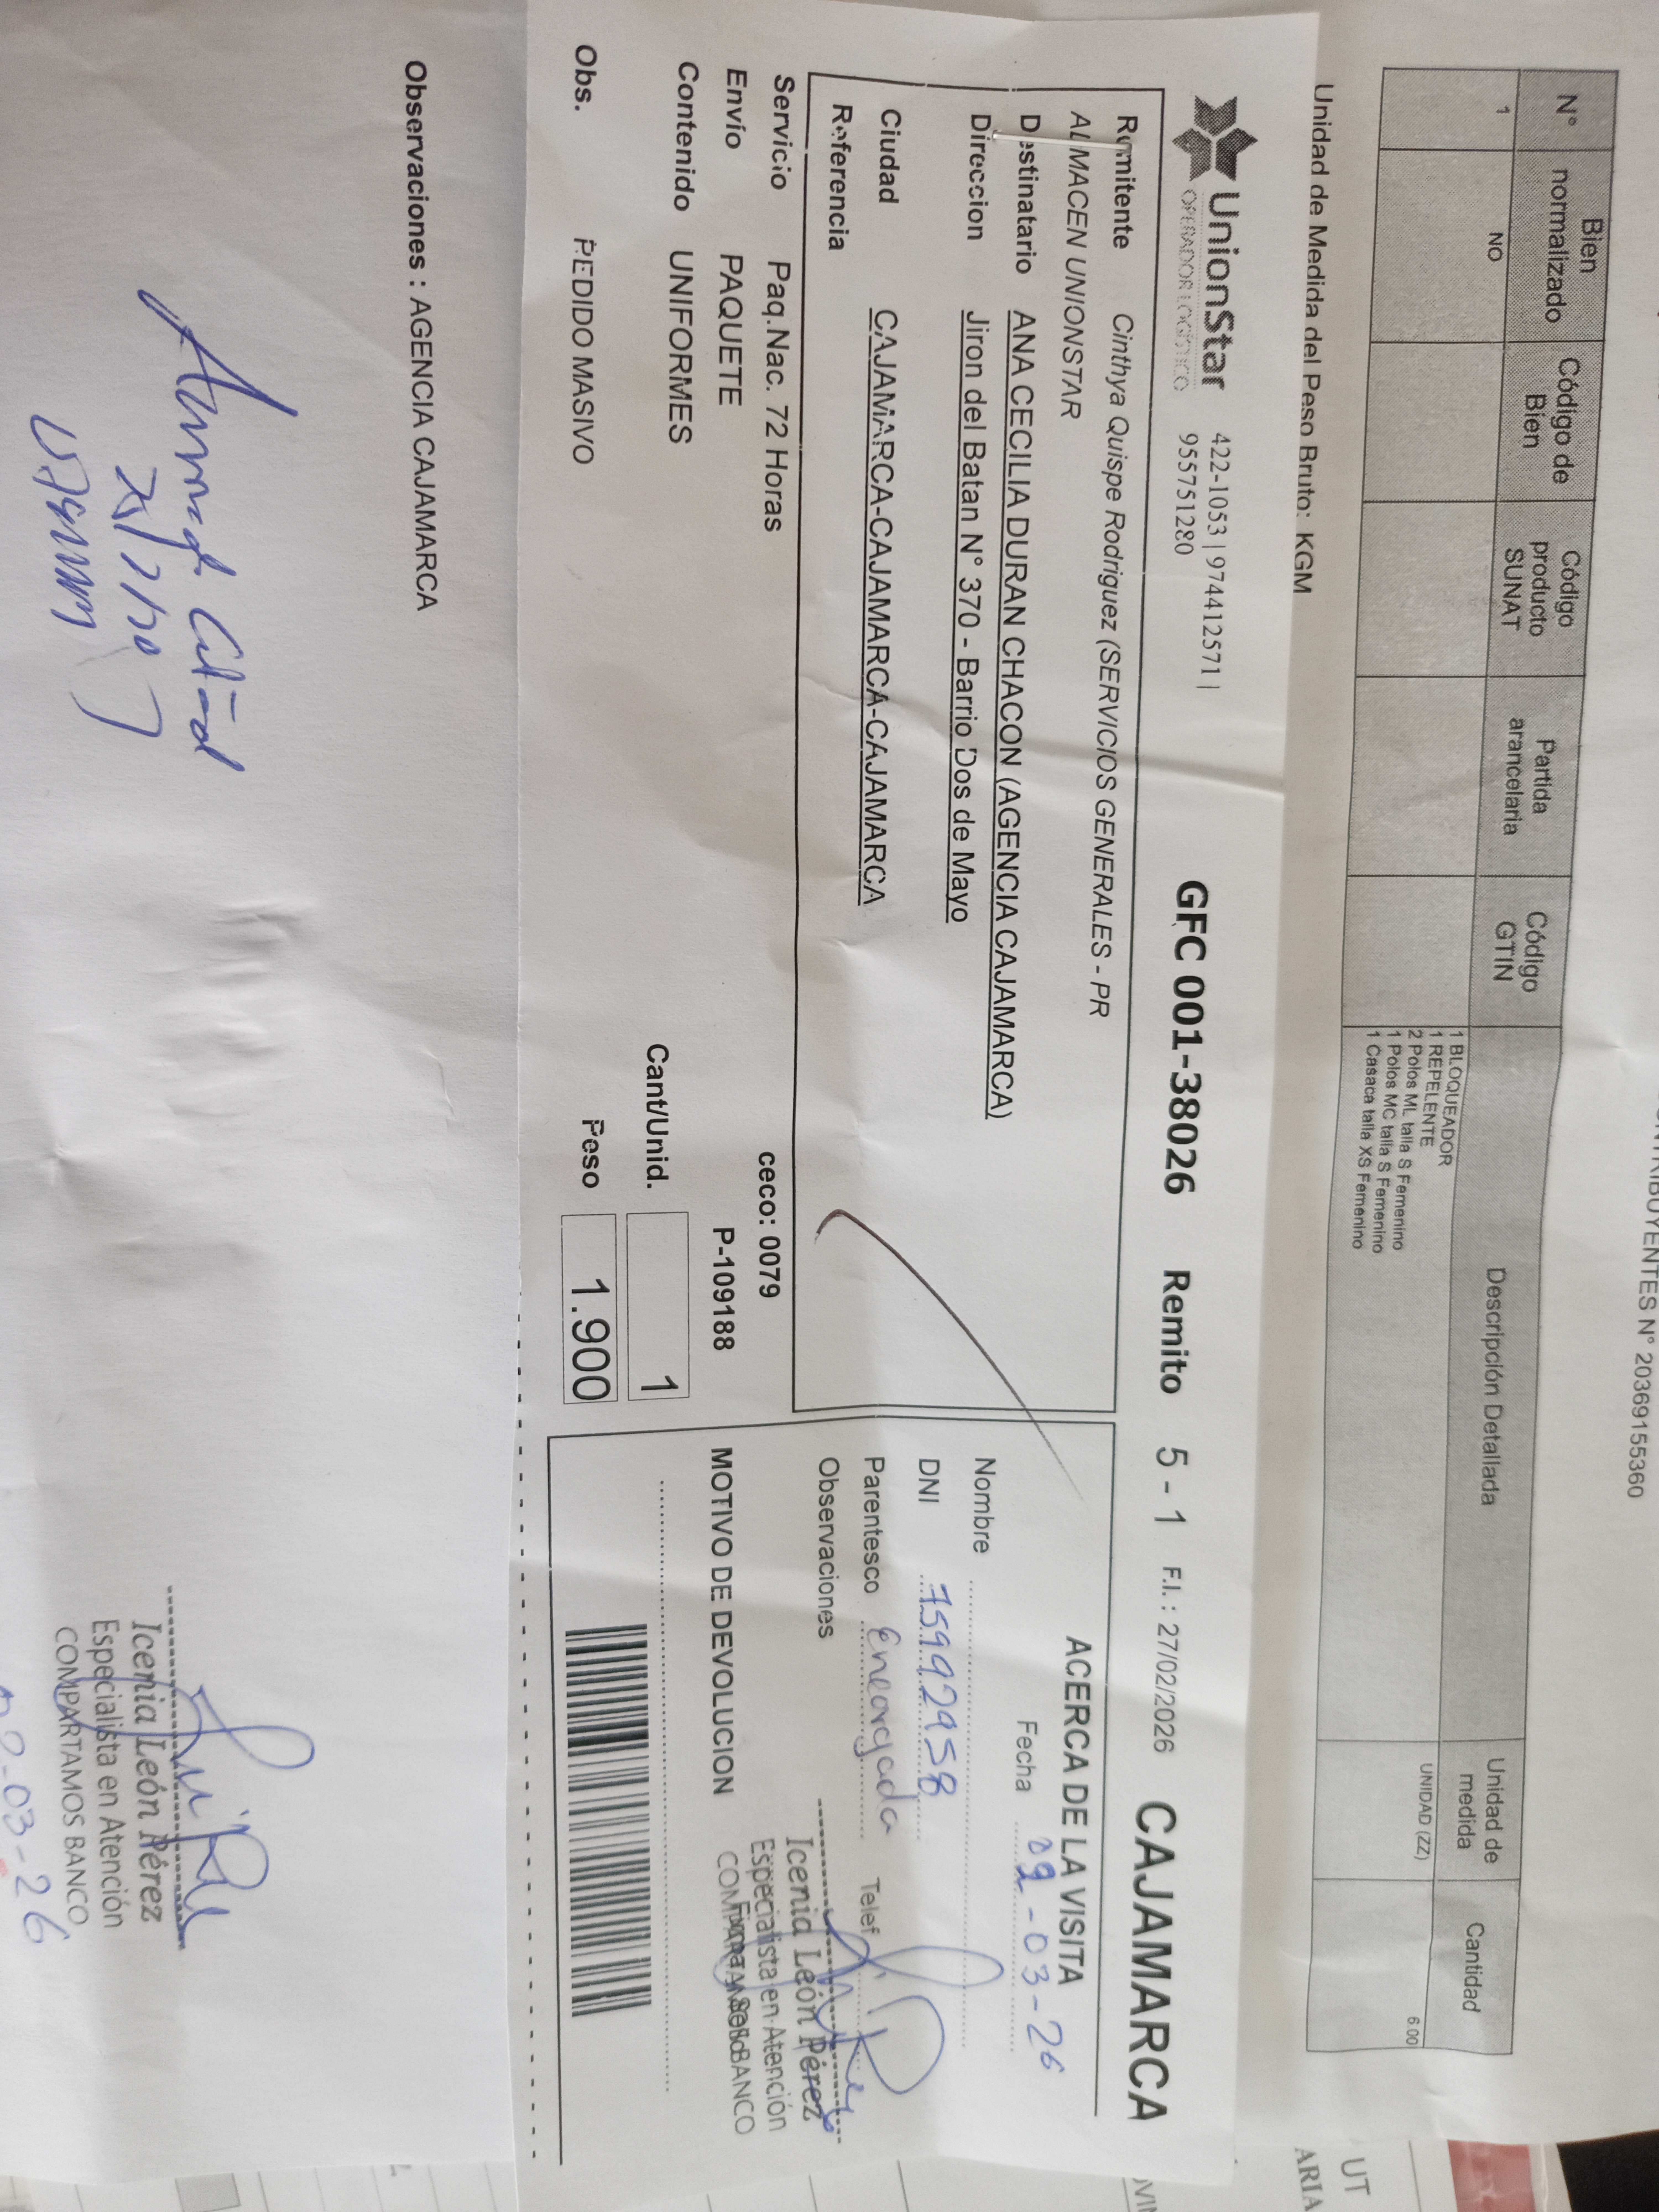 CONTRIBUYENTES N° 20369155360
N° Bien normalizado Código de Bien Código producto SUNAT Partida arancelaria Código GTIN Descripción Detallada Unidad de medida Cantidad
1 NO 1 BLOQUEADOR UNIDAD (ZZ) 6.00
1 REPELENTE
2 Polos ML talla S Femenino
1 Polos MC talla S Femenino
1 Casaca talla XS Femenino
Unidad de Medida del Peso Bruto: KGM
UnionStar
OPERADOR LOGÍSTICO
422-1053 | 974412571 |
955751280
GFC 001-38026 Remito 5 - 1 F.I. : 27/02/2026 CAJAMARCA
Remitente Cinthya Quispe Rodriguez (SERVICIOS GENERALES - PR
ALMACEN UNIONSTAR
Destinatario ANA CECILIA DURAN CHACON (AGENCIA CAJAMARCA)
Direccion Jiron del Batan N° 370 - Barrio Dos de Mayo
Ciudad CAJAMARCA-CAJAMARCA-CAJAMARCA
Referencia
Servicio Paq.Nac. 72 Horas ceco: 0079
Envío PAQUETE P-109188
Contenido UNIFORMES Cant/Unid. 1
Obs. PEDIDO MASIVO Peso 1.900
ACERCA DE LA VISITA
Fecha 02-03-26
Nombre
DNI 75992958
Parentesco Encargada Telef
Observaciones
Icenia León Pérez
Especialista en Atención
COMPARTAMOS BANCO
Firma y Sello
MOTIVO DE DEVOLUCION
Observaciones : AGENCIA CAJAMARCA
Icenia León Pérez
Especialista en Atención
COMPARTAMOS BANCO
02-03-26
UT
ARIA